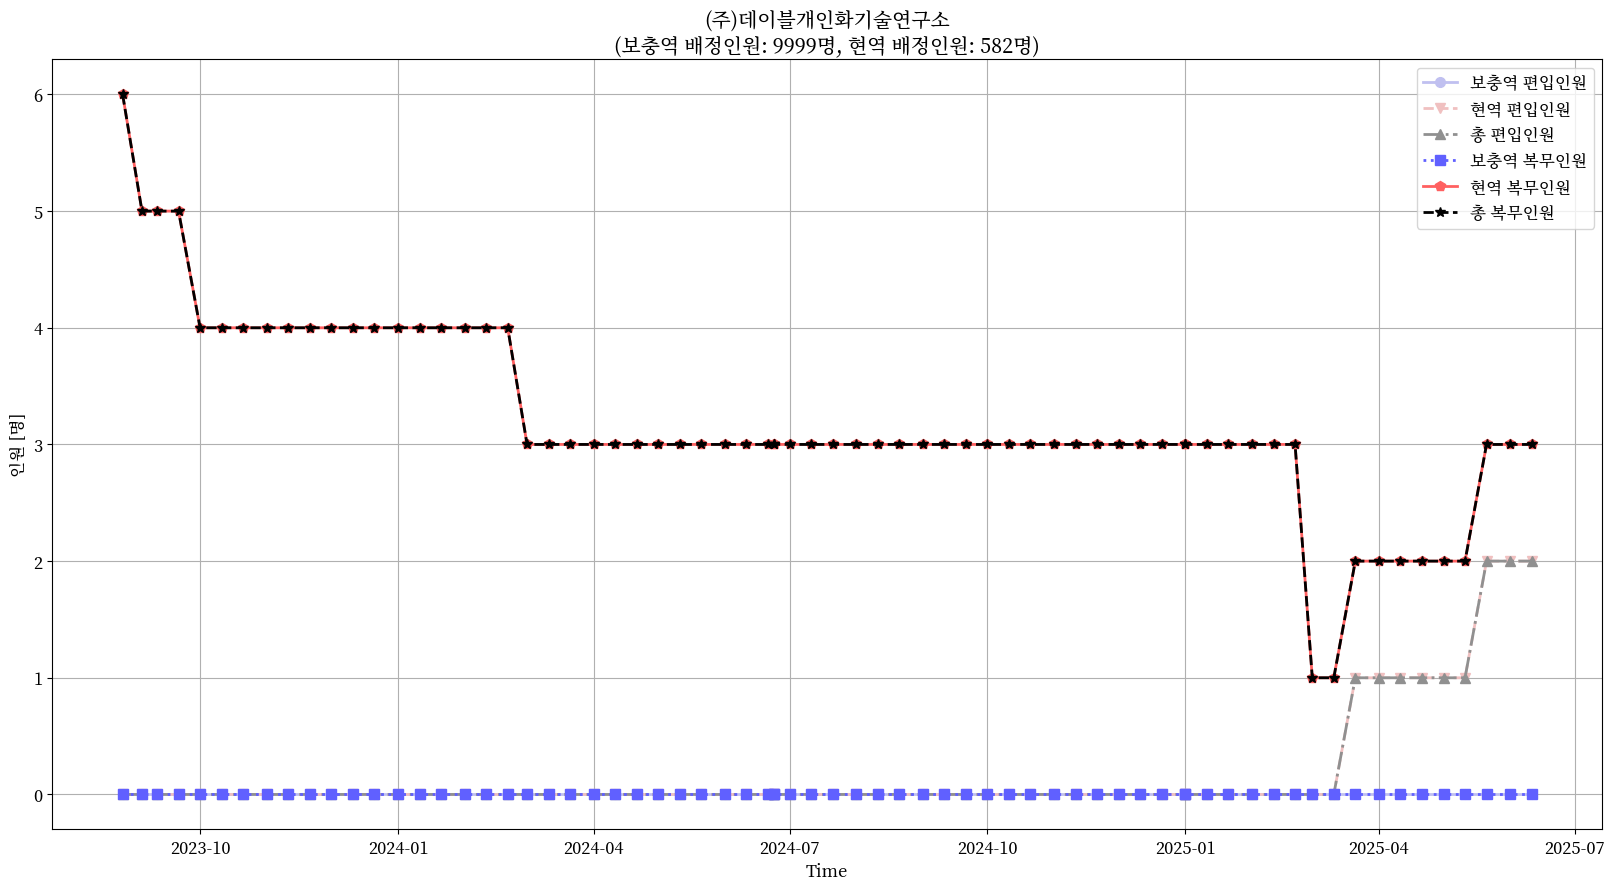 (주)데이블개인화기술연구소
(보충역 배정인원: 9999명, 현역 배정인원: 582명)
보충역 편입인원
현역 편입인원
총 편입인원
보충역 복무인원
현역 복무인원
총 복무인원
인원 [명]
6
5
4
3
2
1
0
2023-10
2024-01
2024-04
2024-07
2024-10
2025-01
2025-04
2025-07
Time